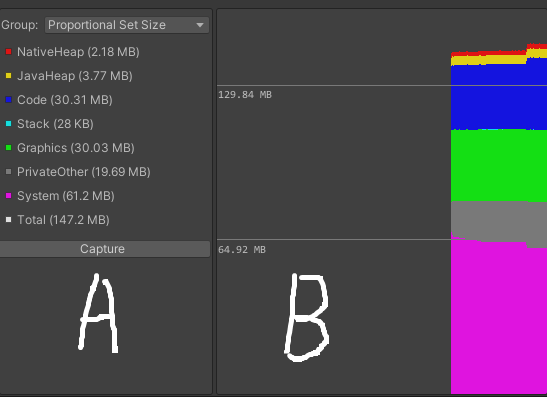 Group: Proportional Set Size
NativeHeap (2.18 MB)
JavaHeap (3.77 MB)
Code (30.31 MB)
Stack (28 KB)
Graphics (30.03 MB)
PrivateOther (19.69 MB)
System (61.2 MB)
Total (147.2 MB)
Capture
A
129.84 MB
64.92 MB
B